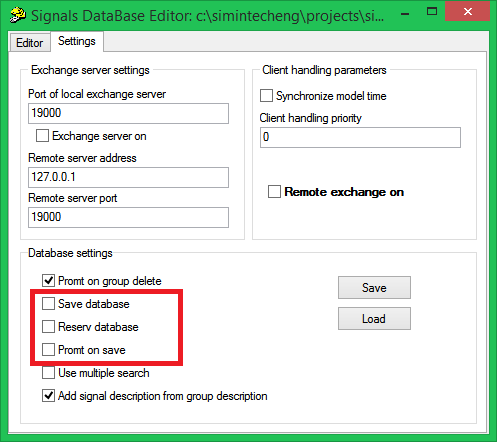 Signals DataBase Editor: c:\simintecheng\projects\si...
Editor
Settings
Exchange server settings
Port of local exchange server
19000
Exchange server on
Remote server address
127.0.0.1
Remote server port
19000
Client handling parameters
Synchronize model time
Client handling priority
0
Remote exchange on
Database settings
Promt on group delete
Save database
Reserv database
Promt on save
Use multiple search
Add signal description from group description
Save
Load